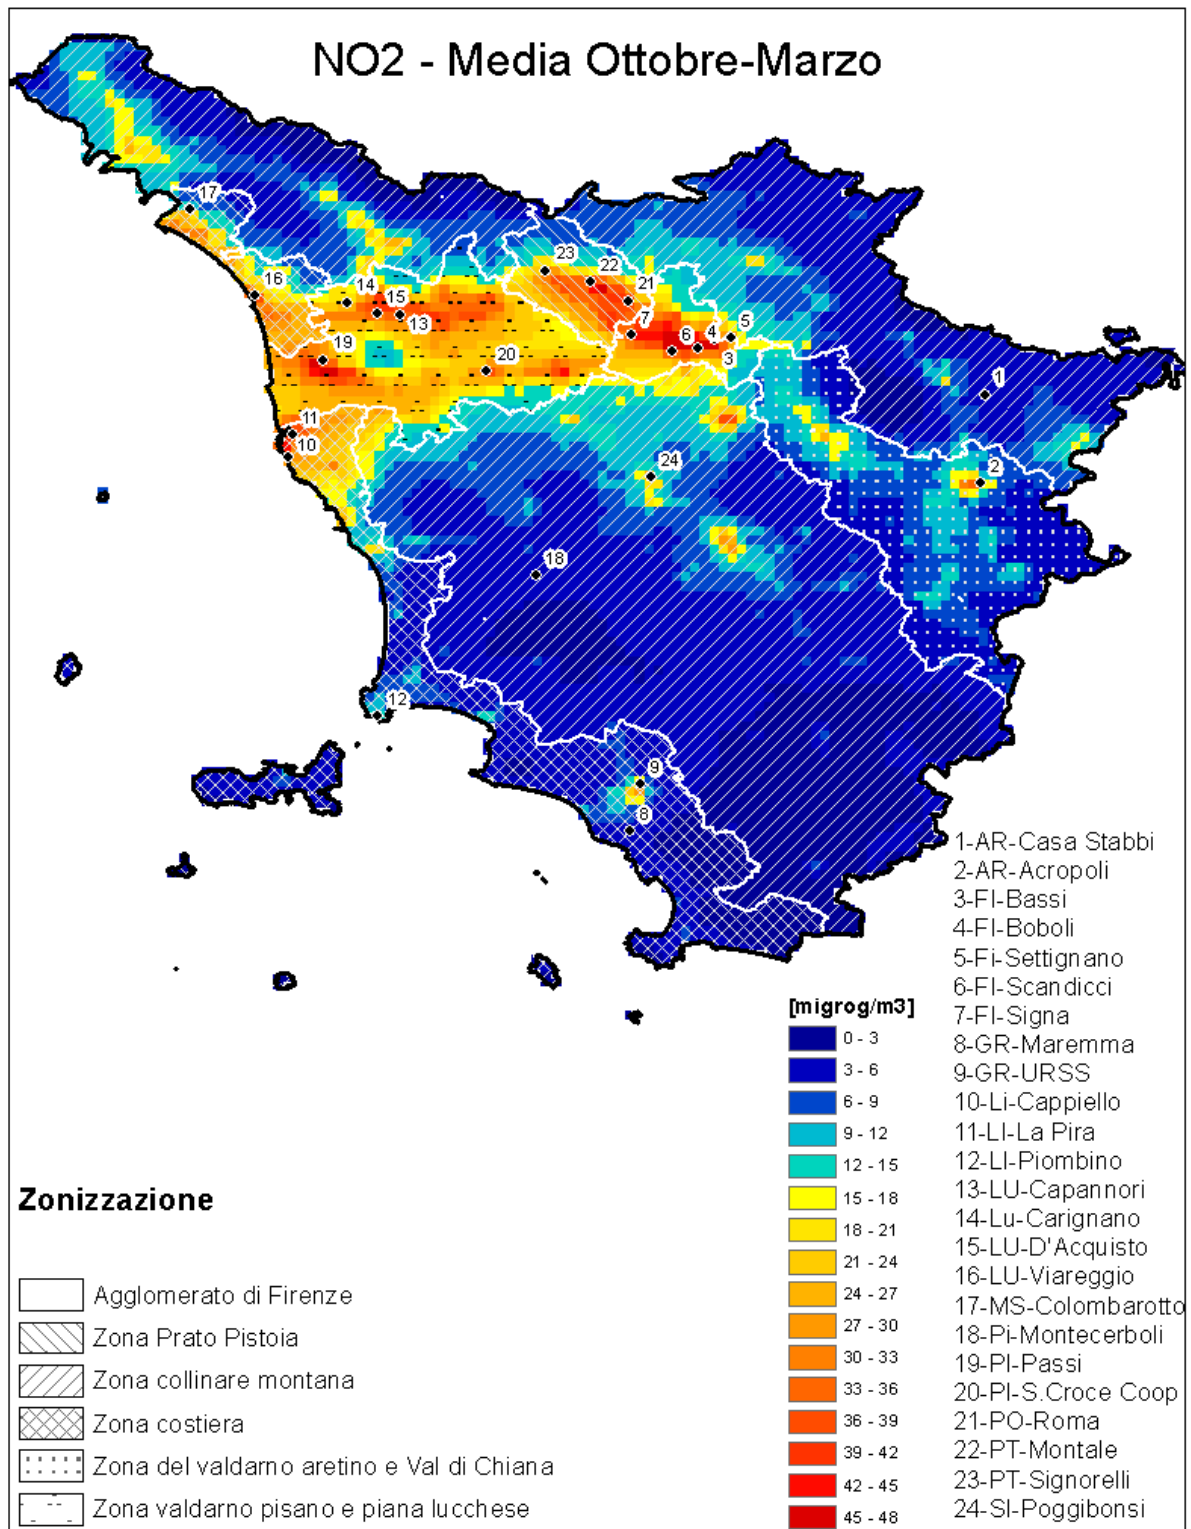 NO2 - Media Ottobre-Marzo
17
23
22
16
14
21
15
13
7
5
4
6
19
3
20
1
11
10
2
24
18
12
9
8
1-AR-Casa Stabbi
2-AR-Acropoli
3-FI-Bassi
4-FI-Boboli
5-Fi-Settignano
6-FI-Scandicci
7-FI-Signa
8-GR-Maremma
9-GR-URSS
10-Li-Cappiello
11-LI-La Pira
12-LI-Piombino
13-LU-Capannori
14-Lu-Carignano
15-LU-D'Acquisto
16-LU-Viareggio
17-MS-Colombarotto
18-Pi-Montecerboli
19-PI-Passi
20-PI-S.Croce Coop
21-PO-Roma
22-PT-Montale
23-PT-Signorelli
24-SI-Poggibonsi
[migrog/m3]
0 - 3
3 - 6
6 - 9
9 - 12
12 - 15
15 - 18
18 - 21
21 - 24
24 - 27
27 - 30
30 - 33
33 - 36
36 - 39
39 - 42
42 - 45
45 - 48
Zonizzazione
Agglomerato di Firenze
Zona Prato Pistoia
Zona collinare montana
Zona costiera
Zona del valdarno aretino e Val di Chiana
Zona valdarno pisano e piana lucchese